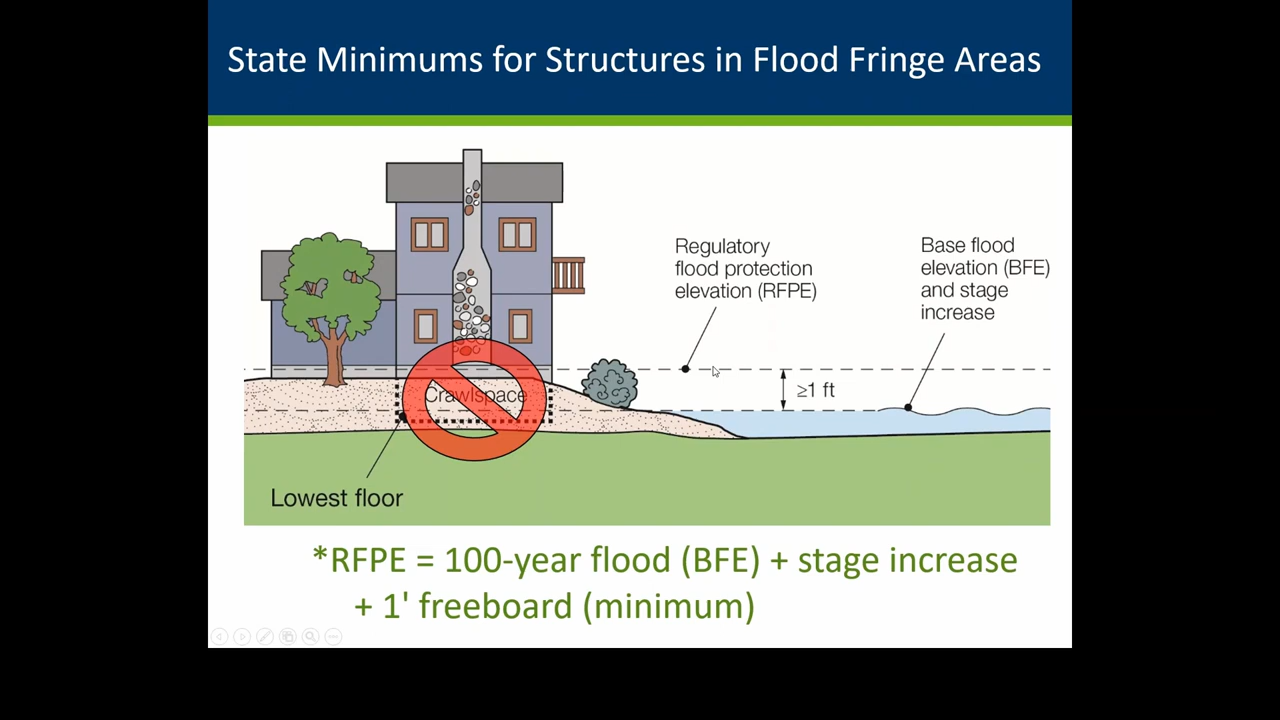 State Minimums for Structures in Flood Fringe Areas
Regulatory
flood protection
elevation (RFPE)
Base flood
elevation (BFE)
and stage
increase
≥1 ft
Crawlspace
Lowest floor
*RFPE = 100-year flood (BFE) + stage increase
+ 1' freeboard (minimum)